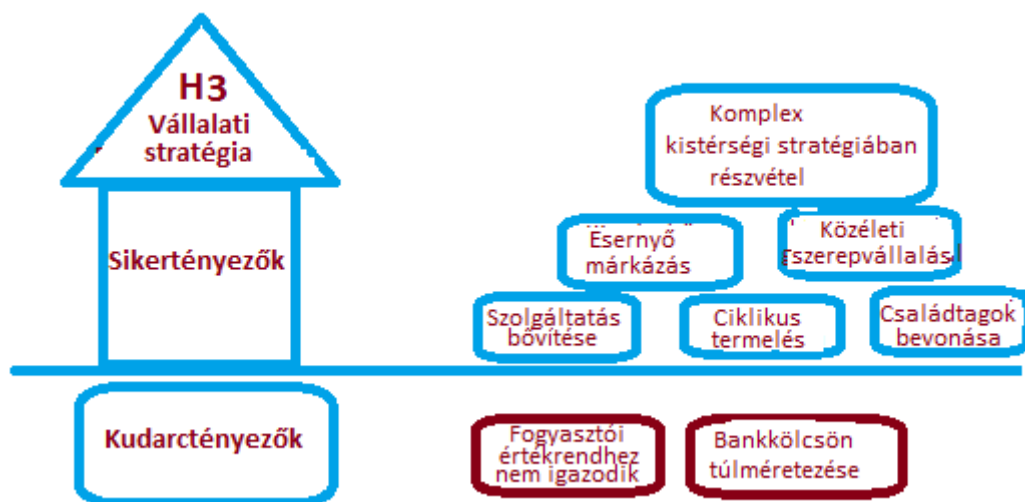 H3
Vállalati
stratégia
Sikertényezők
Kudarctényezők
Komplex
kistérségi stratégiában
részvétel
Esernyő
márkázás
Közéleti
szerepvállalás
Szolgáltatás
bővítése
Ciklikus
termelés
Családtagok
bevonása
Fogyasztói
értékrendhez
nem igazodik
Bankkölcsön
túlméretezése